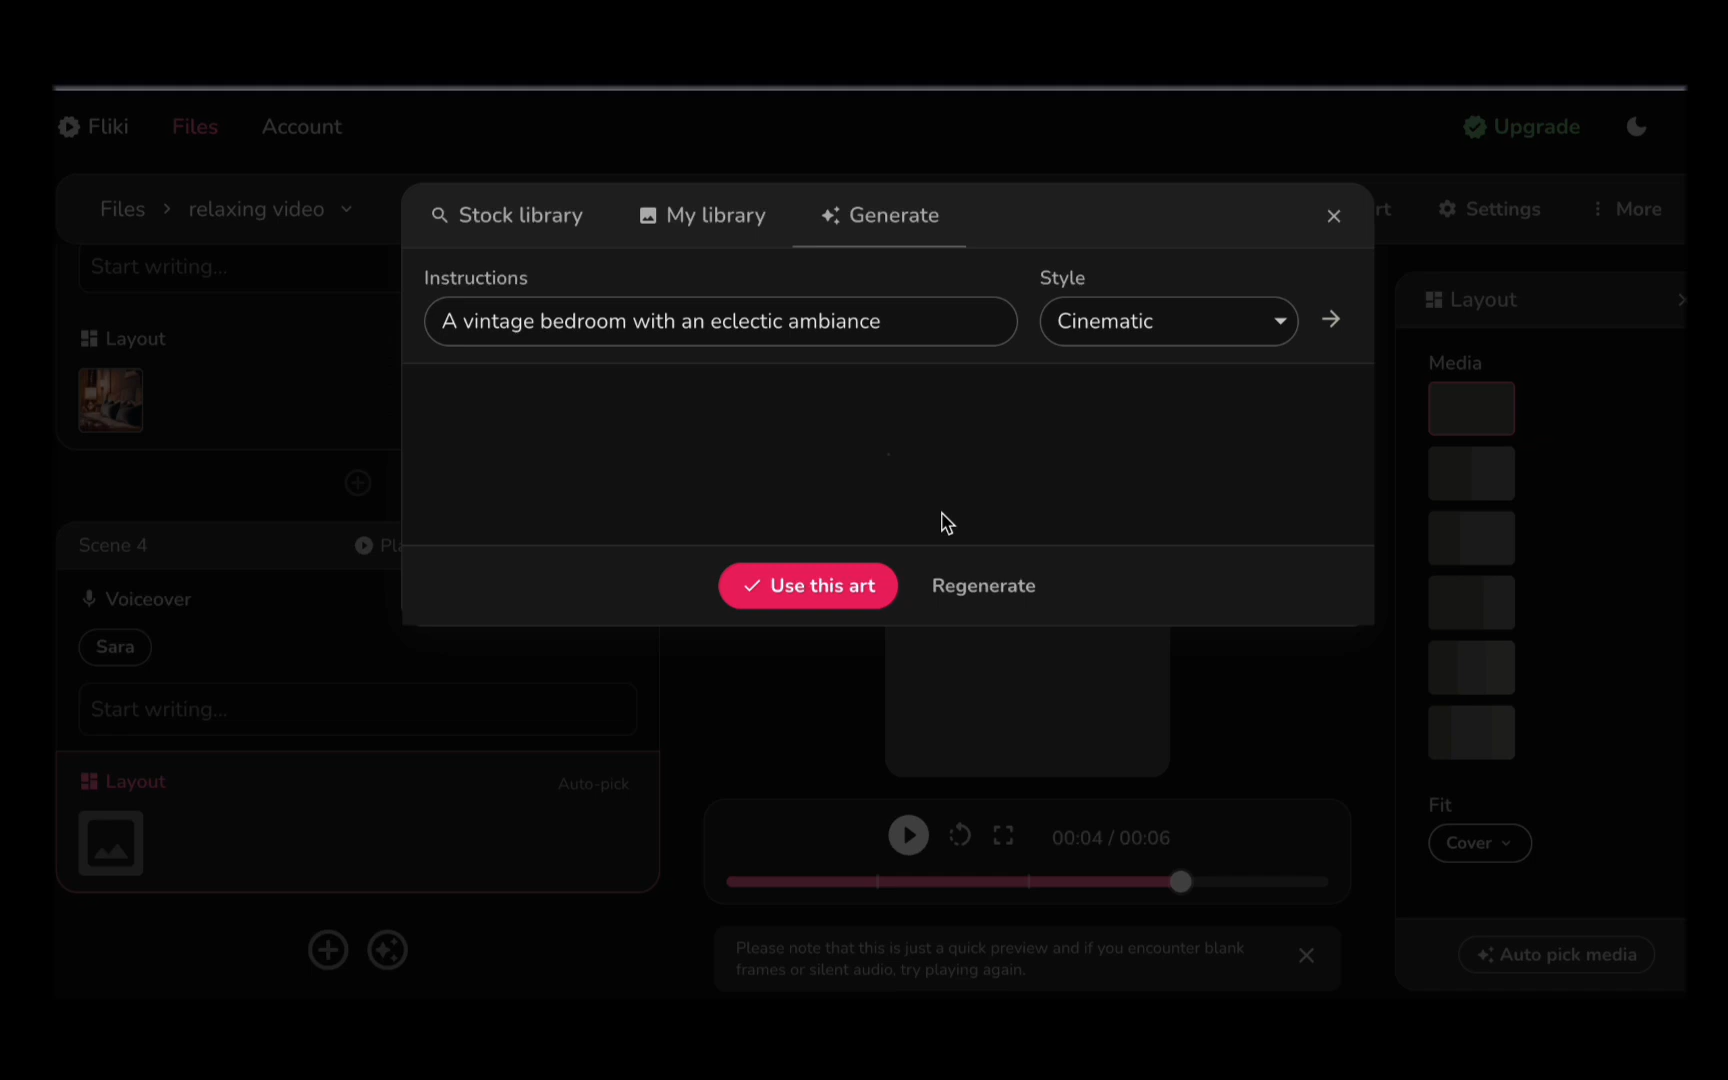 Fliki
Files
Account
Upgrade
Files > relaxing video
Settings
More
Stock library
My library
Generate
Instructions
Style
A vintage bedroom with an eclectic ambiance
Cinematic
Start writing...
Layout
Layout
Media
Scene 4
Use this art
Regenerate
Voiceover
Sara
Start writing...
Layout
Auto-pick
00:04 / 00:06
Fit
Cover
Please note that this is just a quick preview and if you encounter blank
frames or silent audio, try playing again.
Auto pick media